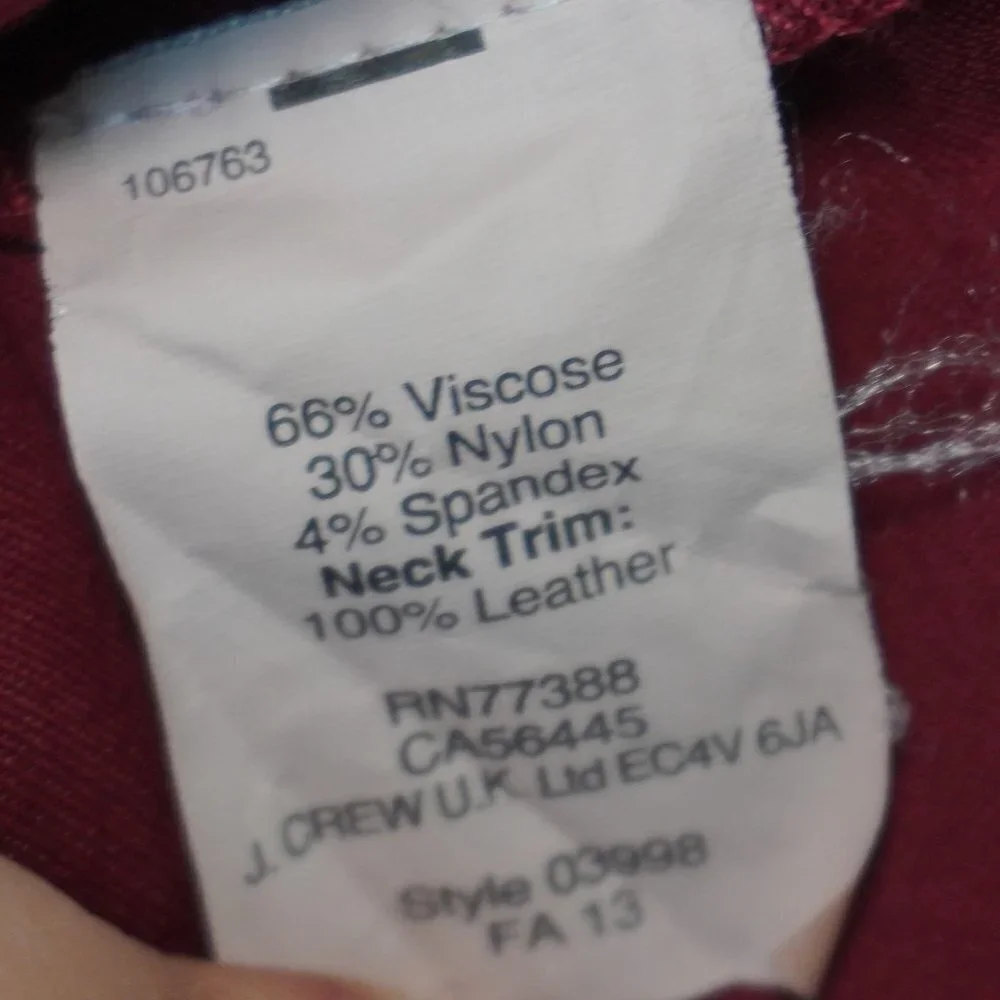 106763
66% Viscose
30% Nylon
4% Spandex
Neck Trim:
100% Leather
RN77388
CA56445
J. CREW U.K Ltd EC4V 6JA
Style 03998
FA 13